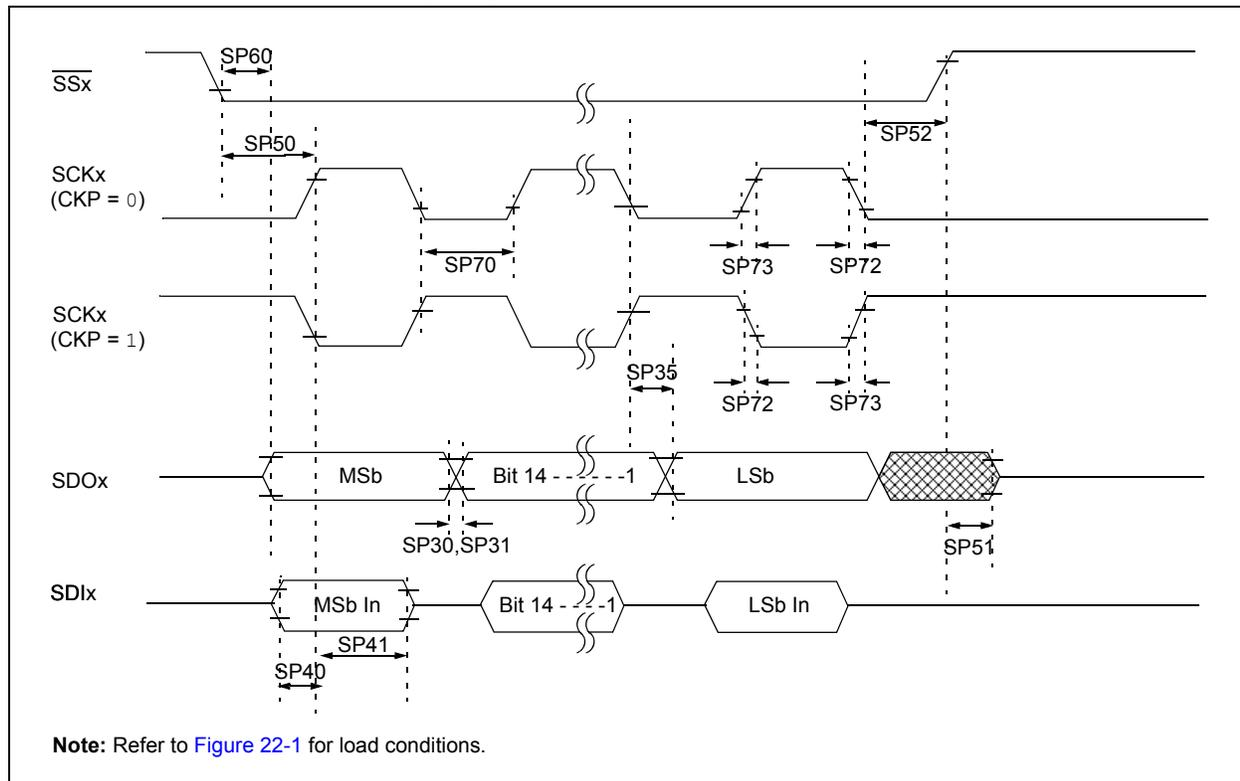 SP60
SSx
SP52
SP50
SCKx
(CKP = 0)
SP70
SP73
SP72
SCKx
(CKP = 1)
SP35
SP72
SP73
SDOx
MSb
Bit 14 - - - - - -1
LSb
SP30,SP31
SP51
SDIx
MSb In
Bit 14 - - - -1
LSb In
SP41
SP40
Note: Refer to Figure 22-1 for load conditions.